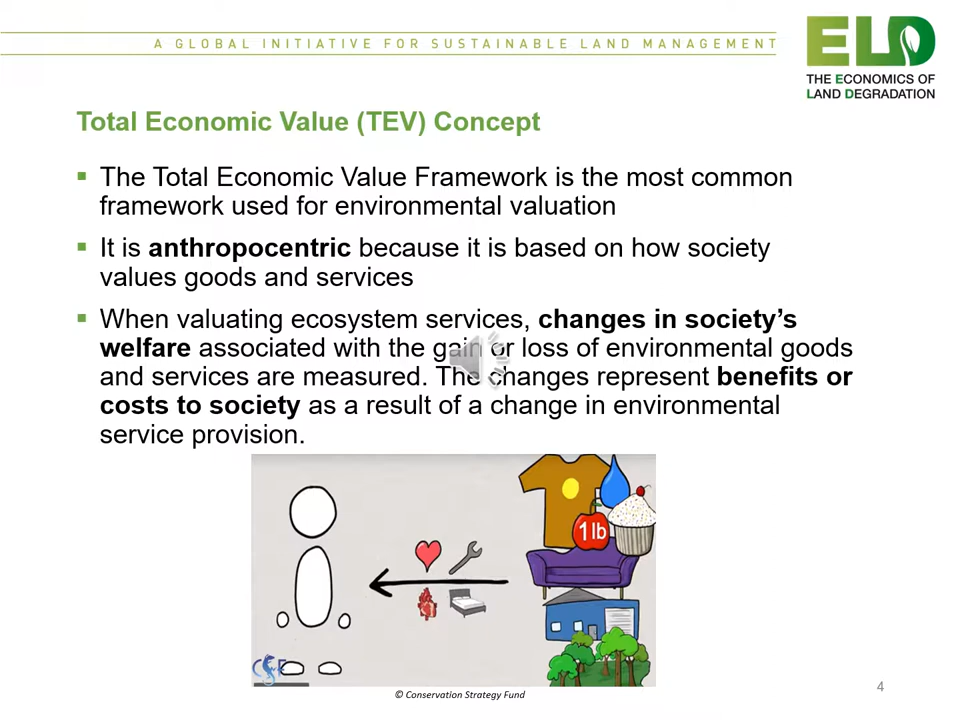 A GLOBAL INITIATIVE FOR SUSTAINABLE LAND MANAGEMENT
ELD
THE ECONOMICS OF
LAND DEGRADATION
Total Economic Value (TEV) Concept
▪ The Total Economic Value Framework is the most common
framework used for environmental valuation
▪ It is anthropocentric because it is based on how society
values goods and services
▪ When valuating ecosystem services, changes in society’s
welfare associated with the gain or loss of environmental goods
and services are measured. The changes represent benefits or
costs to society as a result of a change in environmental
service provision.
1 lb
CSF
© Conservation Strategy Fund
4